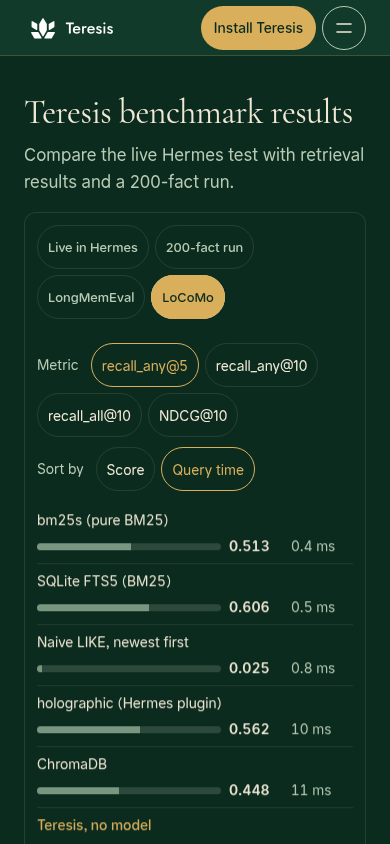 Teresis
Install Teresis
Teresis benchmark results
Compare the live Hermes test with retrieval
results and a 200-fact run.
Live in Hermes
200-fact run
LongMemEval
LoCoMo
Metric
recall_any@5
recall_any@10
recall_all@10
NDCG@10
Sort by
Score
Query time
bm25s (pure BM25)
0.513 0.4 ms
SQLite FTS5 (BM25)
0.606 0.5 ms
Naive LIKE, newest first
0.025 0.8 ms
holographic (Hermes plugin)
0.562 10 ms
ChromaDB
0.448 11 ms
Teresis, no model